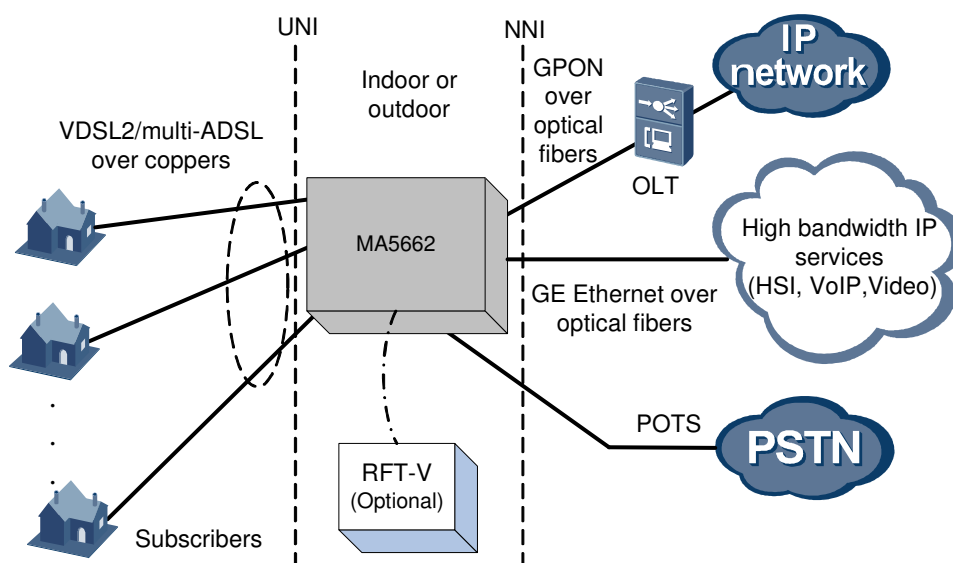 UNI
NNI
IP
network
Indoor or
outdoor
GPON
over
optical
fibers
VDSL2/multi-ADSL
over coppers
OLT
MA5662
High bandwidth IP
services
(HSI, VoIP,Video)
GE Ethernet over
optical fibers
POTS
PSTN
RFT-V
(Optional)
Subscribers